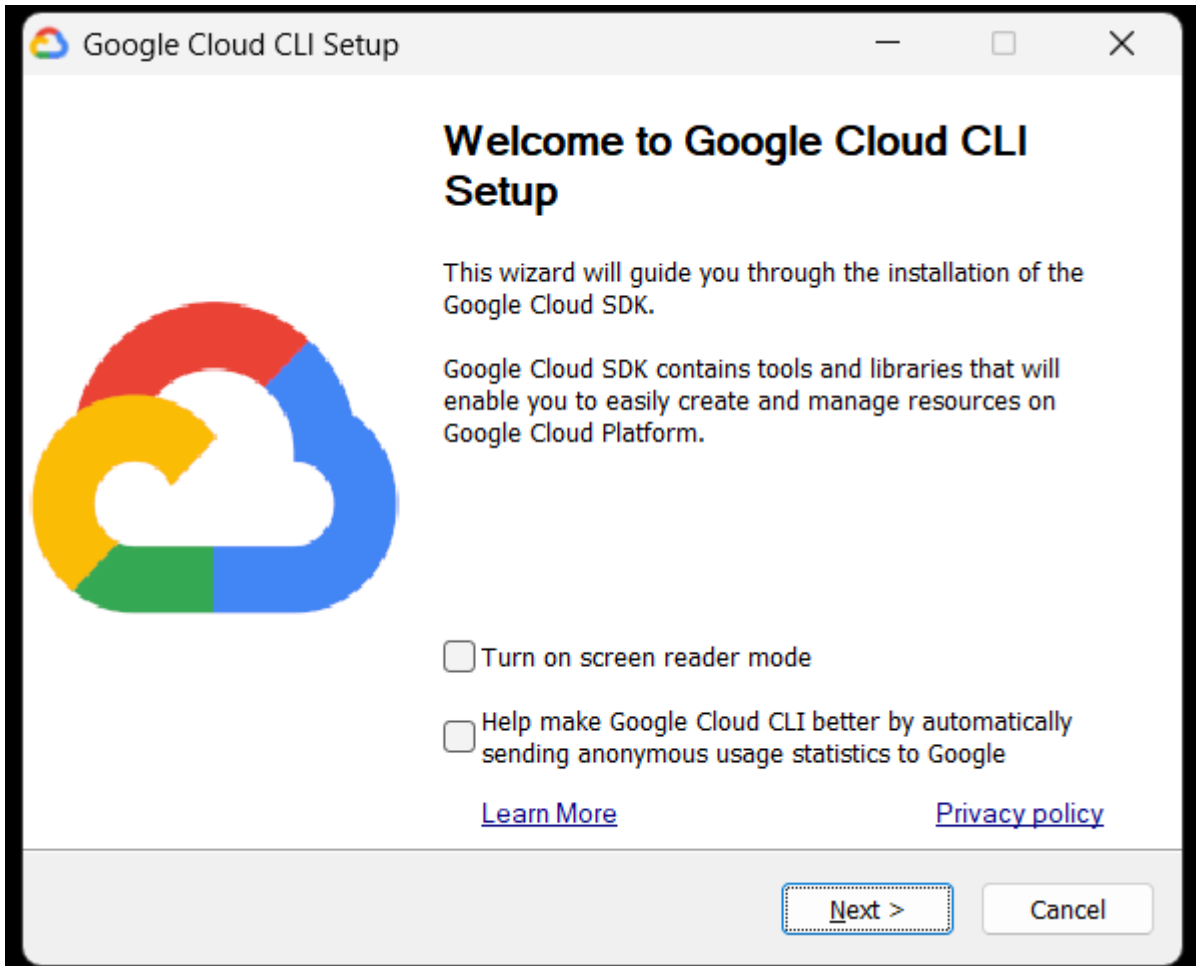 Google Cloud CLI Setup
Welcome to Google Cloud CLI
Setup
This wizard will guide you through the installation of the
Google Cloud SDK.
Google Cloud SDK contains tools and libraries that will
enable you to easily create and manage resources on
Google Cloud Platform.
Turn on screen reader mode
Help make Google Cloud CLI better by automatically
sending anonymous usage statistics to Google
Learn More Privacy policy
Next > Cancel